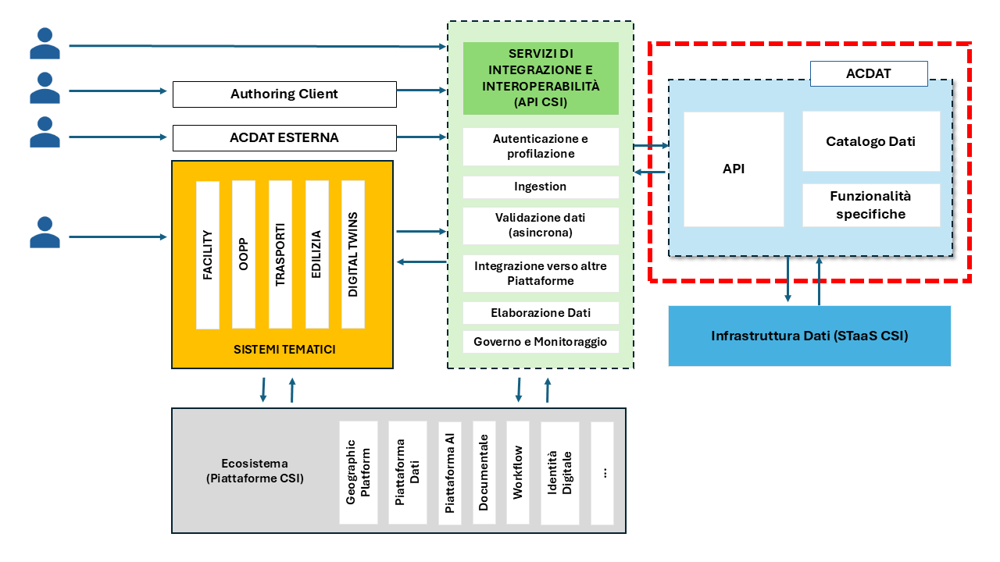 Authoring Client
ACDAT ESTERNA
FACILITY
OOPP
TRASPORTI
EDILIZIA
DIGITAL TWINS
SISTEMI TEMATICI
SERVIZI DI
INTEGRAZIONE E
INTEROPERABILITÀ
(API CSI)
Autenticazione e
profilazione
Ingestion
Validazione dati
(asincrona)
Integrazione verso altre
Piattaforme
Elaborazione Dati
Governo e Monitoraggio
ACDAT
API
Catalogo Dati
Funzionalità
specifiche
Infrastruttura Dati (STaaS CSI)
Ecosistema
(Piattaforme CSI)
Geographic
Platform
Piattaforma
Dati
Piattaforma AI
Documentale
Workflow
Identità
Digitale
...